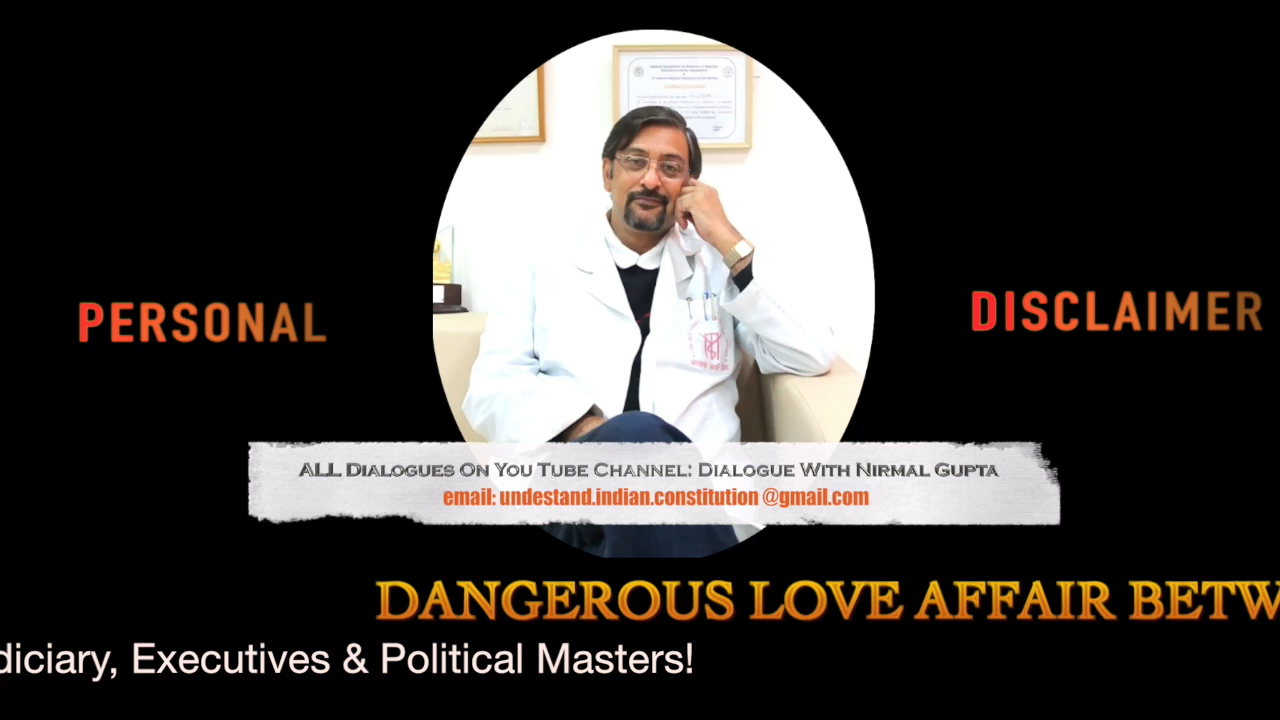 PERSONAL
DISCLAIMER
ALL DIALOGUES ON YOU TUBE CHANNEL: DIALOGUE WITH NIRMAL GUPTA
email: undestand.indian.constitution @gmail.com
DANGEROUS LOVE AFFAIR BETW
diciary, Executives & Political Masters!